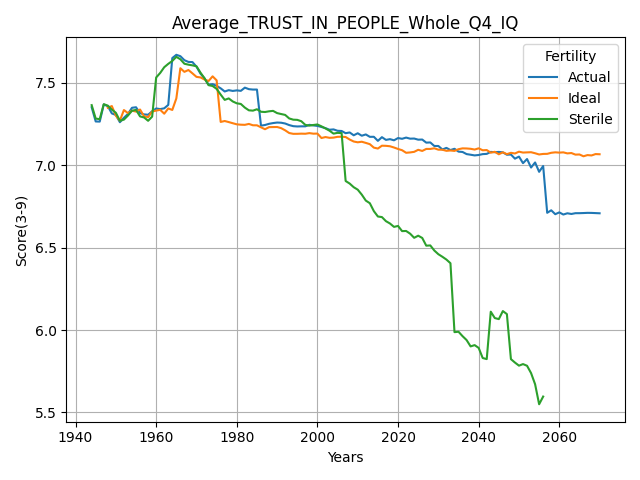 Average_TRUST_IN_PEOPLE_Whole_Q4_IQ
Fertility
Actual
Ideal
Sterile
Score(3-9)
7.5
7.0
6.5
6.0
5.5
1940 1960 1980 2000 2020 2040 2060
Years